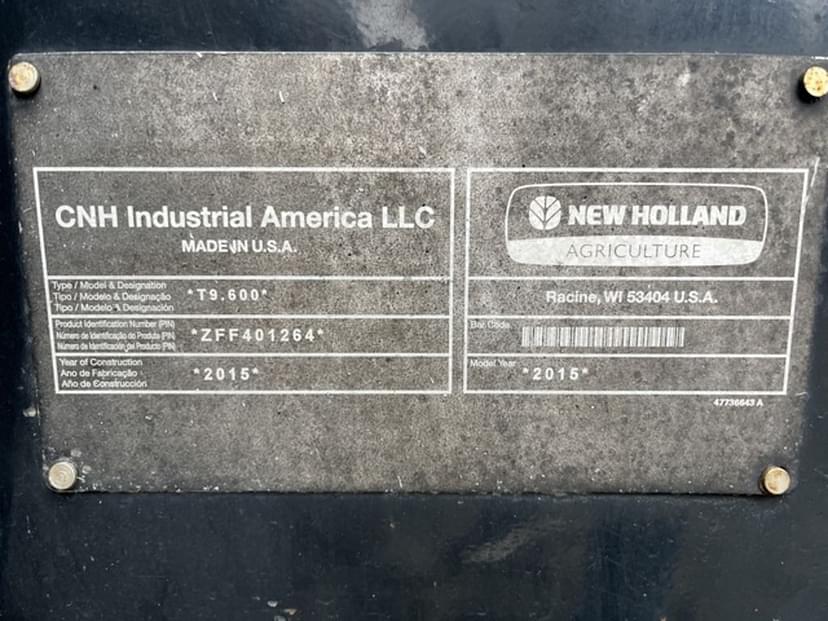 CNH Industrial America LLC
MADE IN U.S.A.
Type / Model & Designation
Tipo / Modelo & Designação
Tipo / Modelo & Designación
*T9.600*
Product Identification Number (PIN)
Número de Identificação do Produto (PIN)
Número de Identificación del Producto (PIN)
*ZFF401264*
Year of Construction
Ano de Fabricação
Año de Construcción
*2015*
NEW HOLLAND
AGRICULTURE
Racine, WI 53404 U.S.A.
Bar Code
Model Year
*2015*
47736643 A